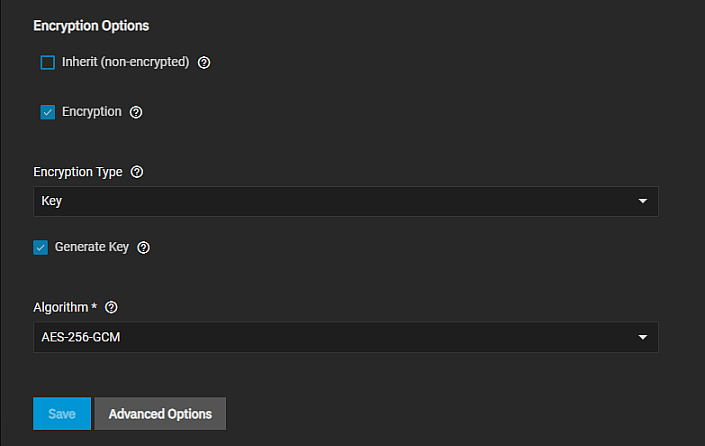 Encryption Options
Inherit (non-encrypted)
Encryption
Encryption Type
Key
Generate Key
Algorithm *
AES-256-GCM
Save Advanced Options